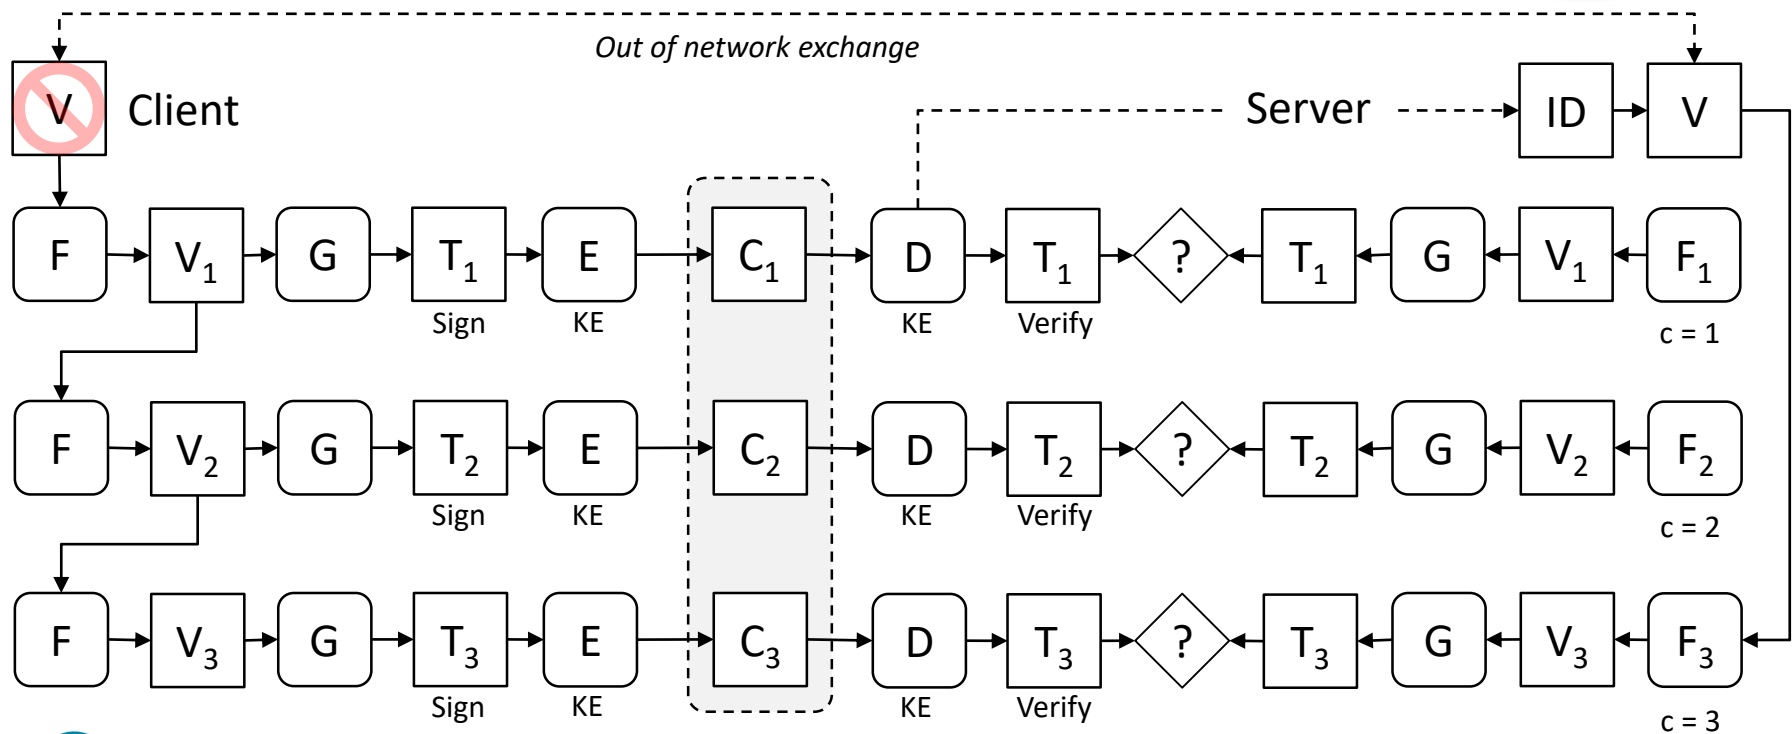 Out of network exchange
V Client Server ID V
F V₁ G T₁ E C₁ D T₁ ? T₁ G V₁ F₁
Sign KE KE Verify c = 1
F V₂ G T₂ E C₂ D T₂ ? T₂ G V₂ F₂
Sign KE KE Verify c = 2
F V₃ G T₃ E C₃ D T₃ ? T₃ G V₃ F₃
Sign KE KE Verify c = 3